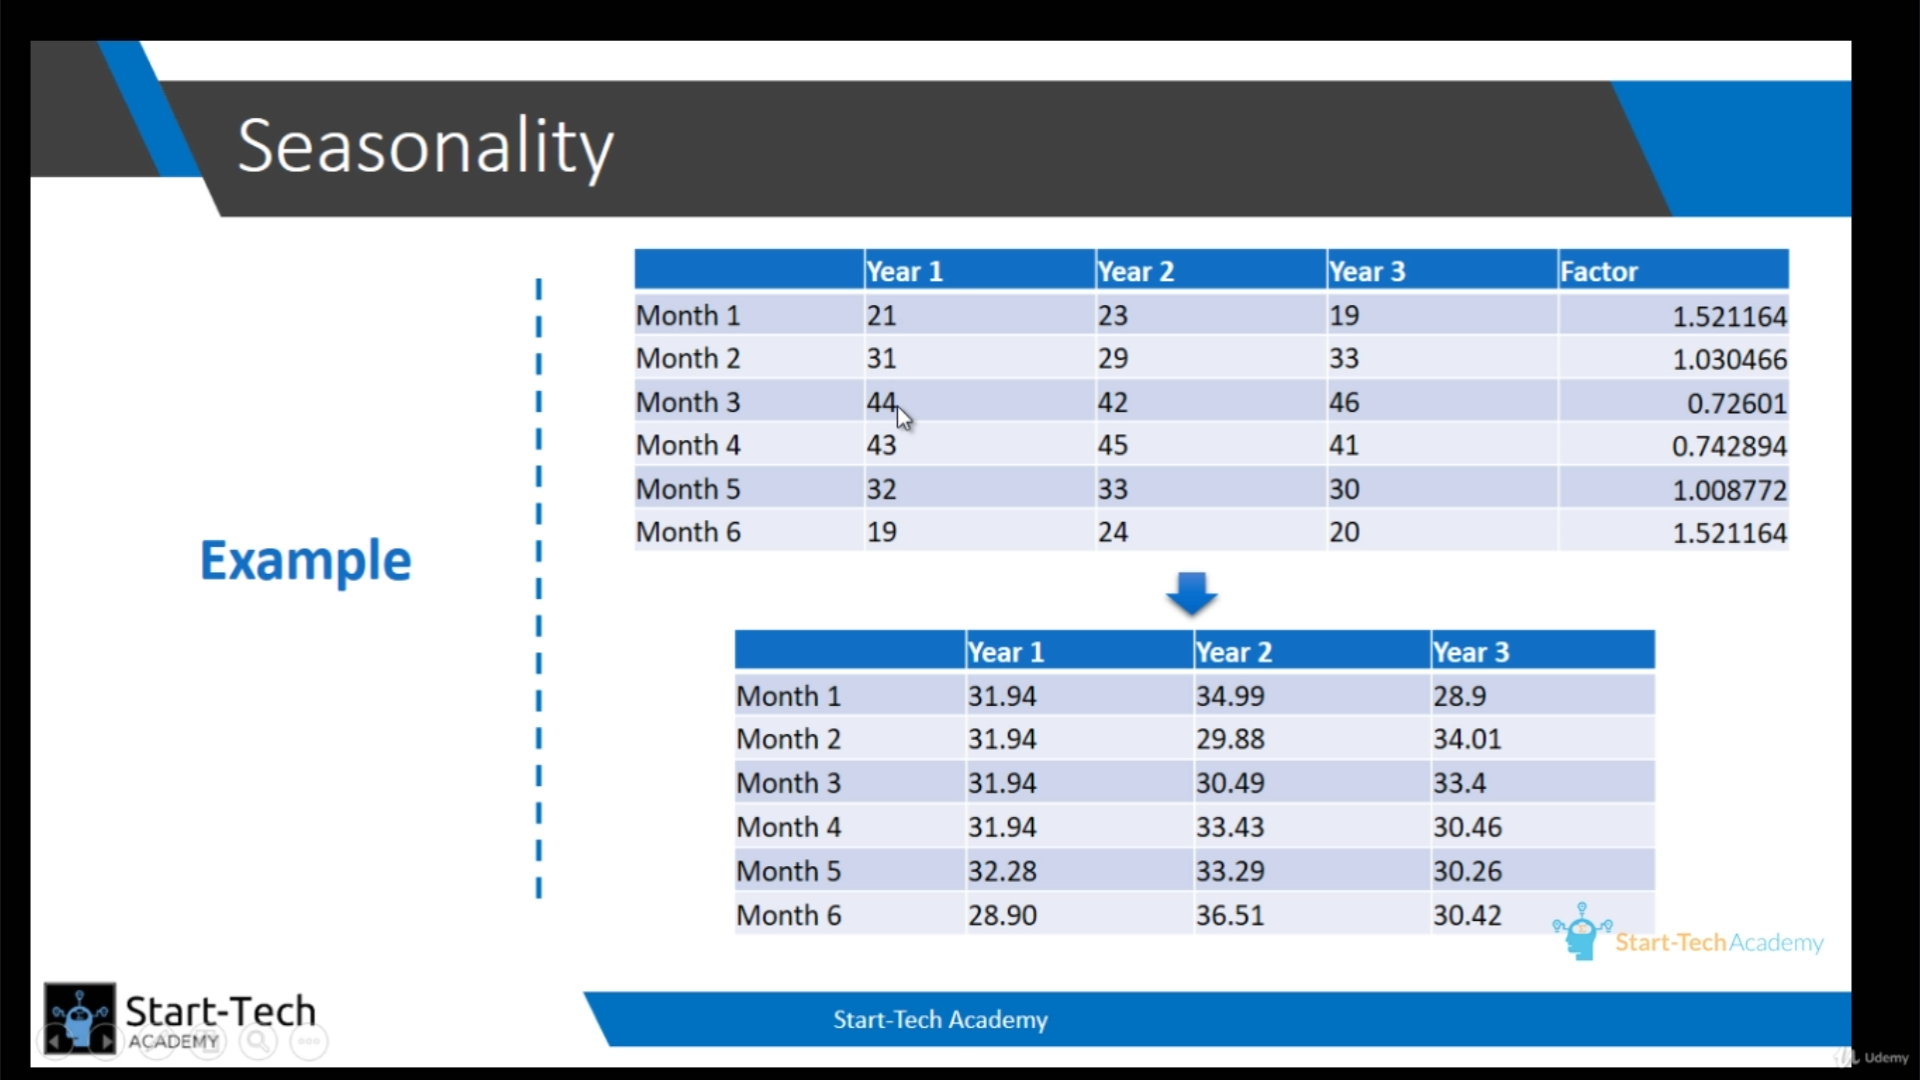 Seasonality
Year 1 Year 2 Year 3 Factor
Month 1 21 23 19 1.521164
Month 2 31 29 33 1.030466
Month 3 44 42 46 0.72601
Month 4 43 45 41 0.742894
Month 5 32 33 30 1.008772
Month 6 19 24 20 1.521164
Example
Year 1 Year 2 Year 3
Month 1 31.94 34.99 28.9
Month 2 31.94 29.88 34.01
Month 3 31.94 30.49 33.4
Month 4 31.94 33.43 30.46
Month 5 32.28 33.29 30.26
Month 6 28.90 36.51 30.42
Start-TechAcademy
Start-Tech
ACADEMY
Start-Tech Academy
Udemy